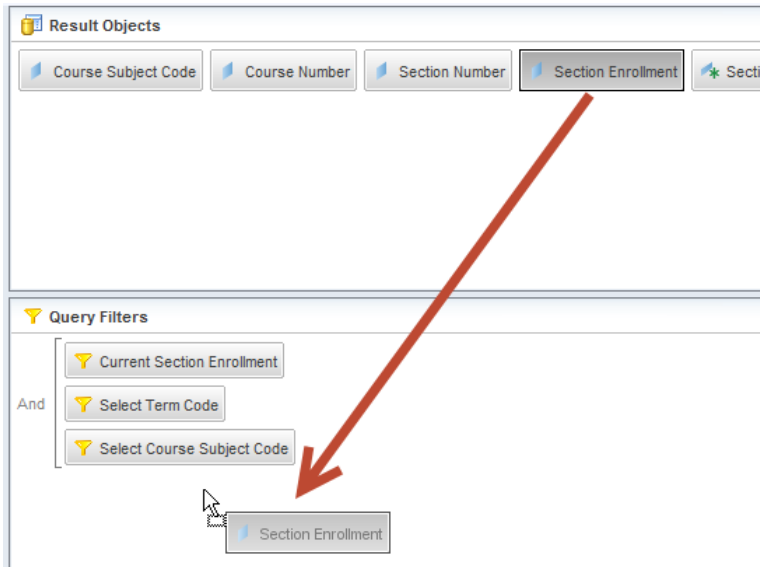 Result Objects
Course Subject Code Course Number Section Number Section Enrollment Secti
Query Filters
Current Section Enrollment
And Select Term Code
Select Course Subject Code
Section Enrollment